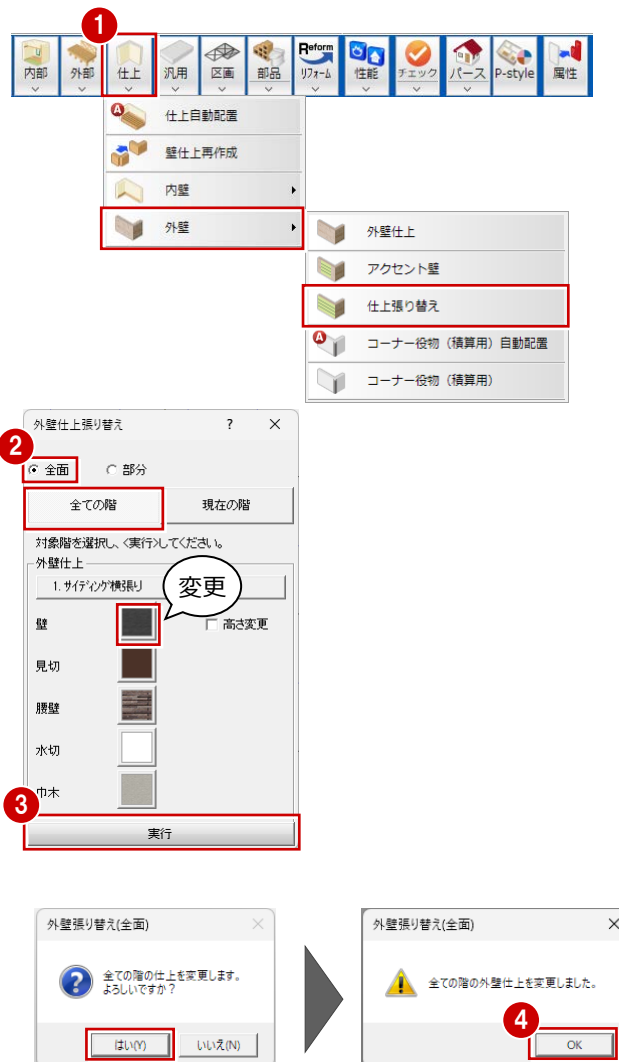 1
内部
外部
仕上
汎用
区画
部品
Reform
リフォーム
性能
チェック
パース
P-style
属性
A
仕上自動配置
壁仕上再作成
内壁
外壁
外壁仕上
アクセント壁
仕上張り替え
A
コーナー役物（積算用）自動配置
コーナー役物（積算用）
外壁仕上張り替え ? ×
2
全面 部分
全ての階 現在の階
対象階を選択し、<実行>してください。
外壁仕上
1. サイディング横張り
変更
壁 高さ変更
見切
腰壁
水切
巾木
3
実行
外壁張り替え(全面) ×
全ての階の仕上を変更します。
よろしいですか？
はい(Y) いいえ(N)
外壁張り替え(全面) ×
全ての階の外壁仕上を変更しました。
4
OK